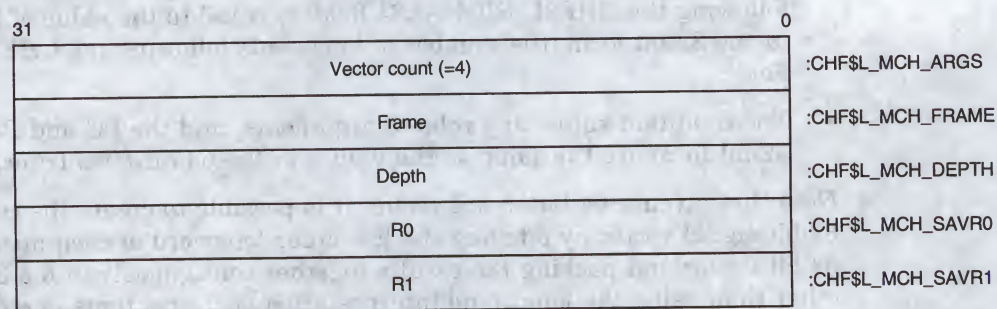 31 0
Vector count (=4) :CHF$L_MCH_ARGS
Frame :CHF$L_MCH_FRAME
Depth :CHF$L_MCH_DEPTH
R0 :CHF$L_MCH_SAVR0
R1 :CHF$L_MCH_SAVR1